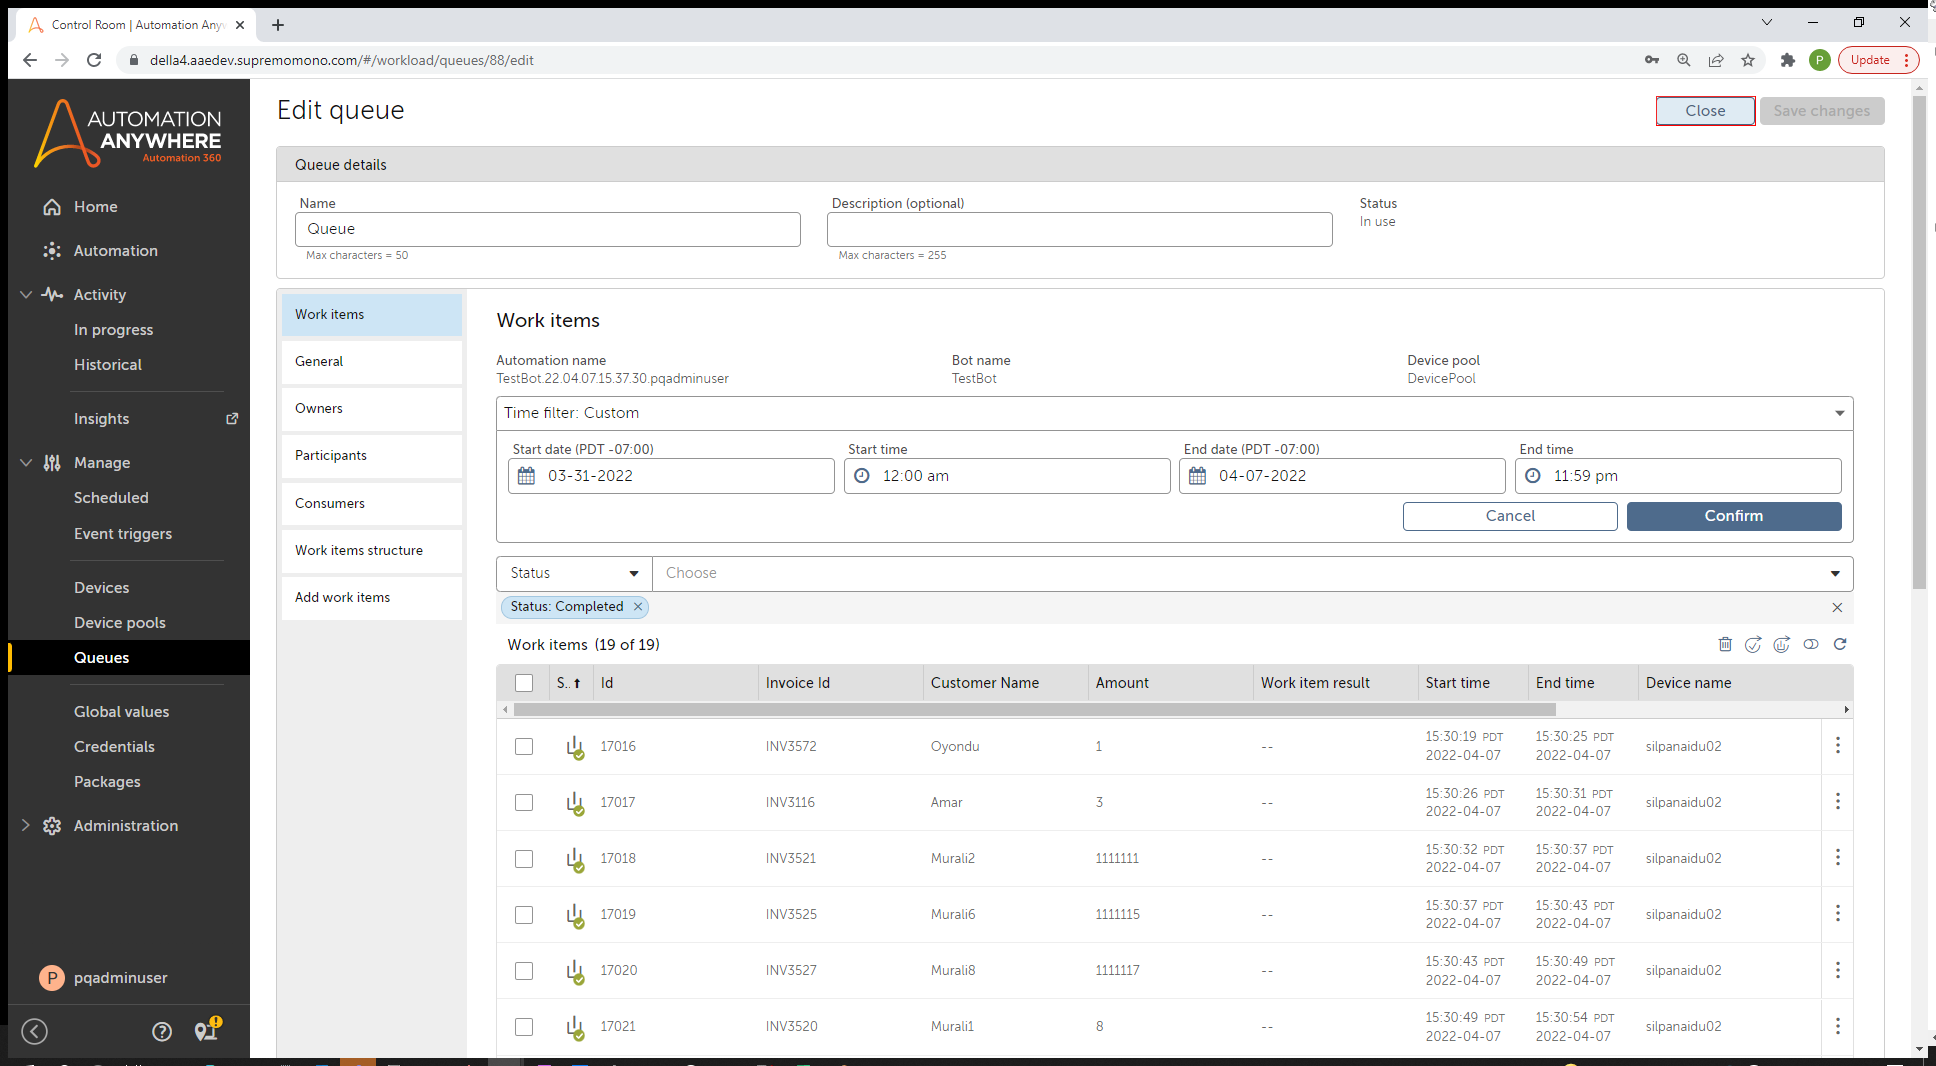 Control Room | Automation Any
della4.aaedev.supremomono.com/#/workload/queues/88/edit
P
Update
AUTOMATION
ANYWHERE
Automation 360
Home
Automation
Activity
In progress
Historical
Insights
Manage
Scheduled
Event triggers
Devices
Device pools
Queues
Global values
Credentials
Packages
Administration
P pqadminuser
Edit queue
Close Save changes
Queue details
Name Description (optional) Status
Queue In use
Max characters = 50 Max characters = 255
Work items
General
Owners
Participants
Consumers
Work items structure
Add work items
Work items
Automation name Bot name Device pool
TestBot.22.04.07.15.37.30.pqadminuser TestBot DevicePool
Time filter: Custom
Start date (PDT -07:00) Start time End date (PDT -07:00) End time
03-31-2022 12:00 am 04-07-2022 11:59 pm
Cancel Confirm
Status Choose
Status: Completed
Work items (19 of 19)
S.. Id Invoice Id Customer Name Amount Work item result Start time End time Device name
17016 INV3572 Oyondu 1 -- 15:30:19 PDT 2022-04-07 15:30:25 PDT 2022-04-07 silpanaidu02
17017 INV3116 Amar 3 -- 15:30:26 PDT 2022-04-07 15:30:31 PDT 2022-04-07 silpanaidu02
17018 INV3521 Murali2 1111111 -- 15:30:32 PDT 2022-04-07 15:30:37 PDT 2022-04-07 silpanaidu02
17019 INV3525 Murali6 1111115 -- 15:30:37 PDT 2022-04-07 15:30:43 PDT 2022-04-07 silpanaidu02
17020 INV3527 Murali8 1111117 -- 15:30:43 PDT 2022-04-07 15:30:49 PDT 2022-04-07 silpanaidu02
17021 INV3520 Murali1 8 -- 15:30:49 PDT 2022-04-07 15:30:54 PDT 2022-04-07 silpanaidu02